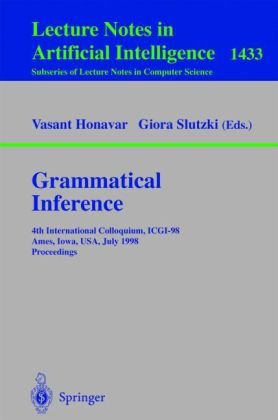 Lecture Notes in
Artificial Intelligence 1433
Subseries of Lecture Notes in Computer Science
Vasant Honavar Giora Slutzki (Eds.)
Grammatical
Inference
4th International Colloquium, ICGI-98
Ames, Iowa, USA, July 1998
Proceedings
Springer